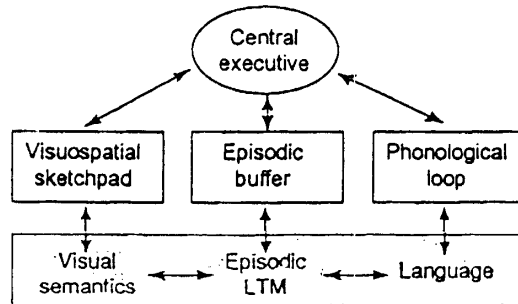 Central
executive
Visuospatial
sketchpad
Episodic
buffer
Phonological
loop
Visual
semantics
Episodic
LTM
Language